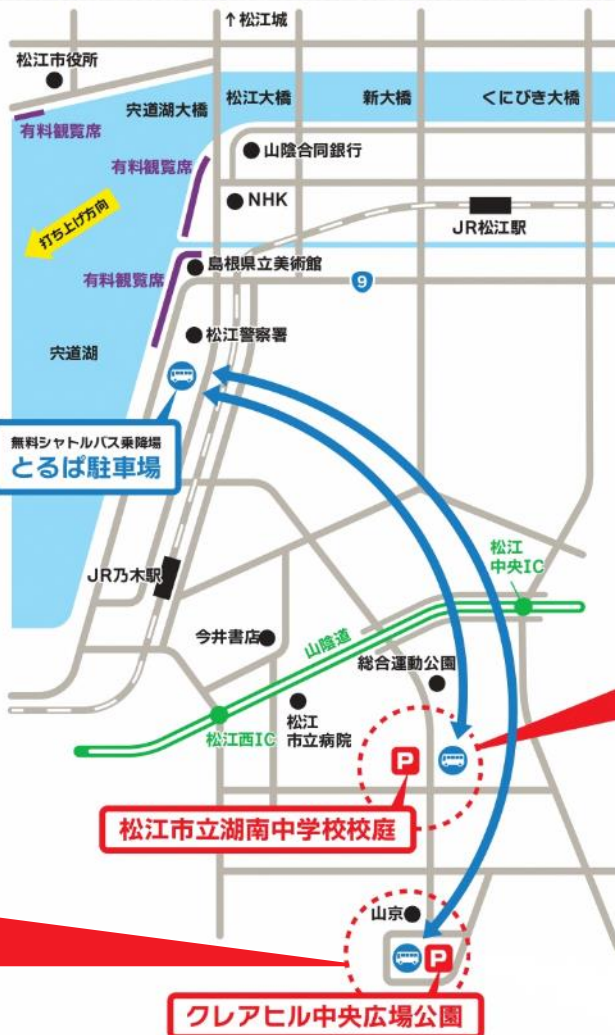 ↑松江城
松江市役所
宍道湖大橋
松江大橋
新大橋
くにびき大橋
有料観覧席
山陰合同銀行
有料観覧席
NHK
打ち上げ方向
JR松江駅
島根県立美術館
有料観覧席
9
松江警察署
宍道湖
無料シャトルバス乗降場
とるぱ駐車場
松江
中央IC
JR乃木駅
今井書店
山陰道
総合運動公園
松江西IC
松江
市立病院
P
松江市立湖南中学校校庭
山京
P
クレアヒル中央広場公園